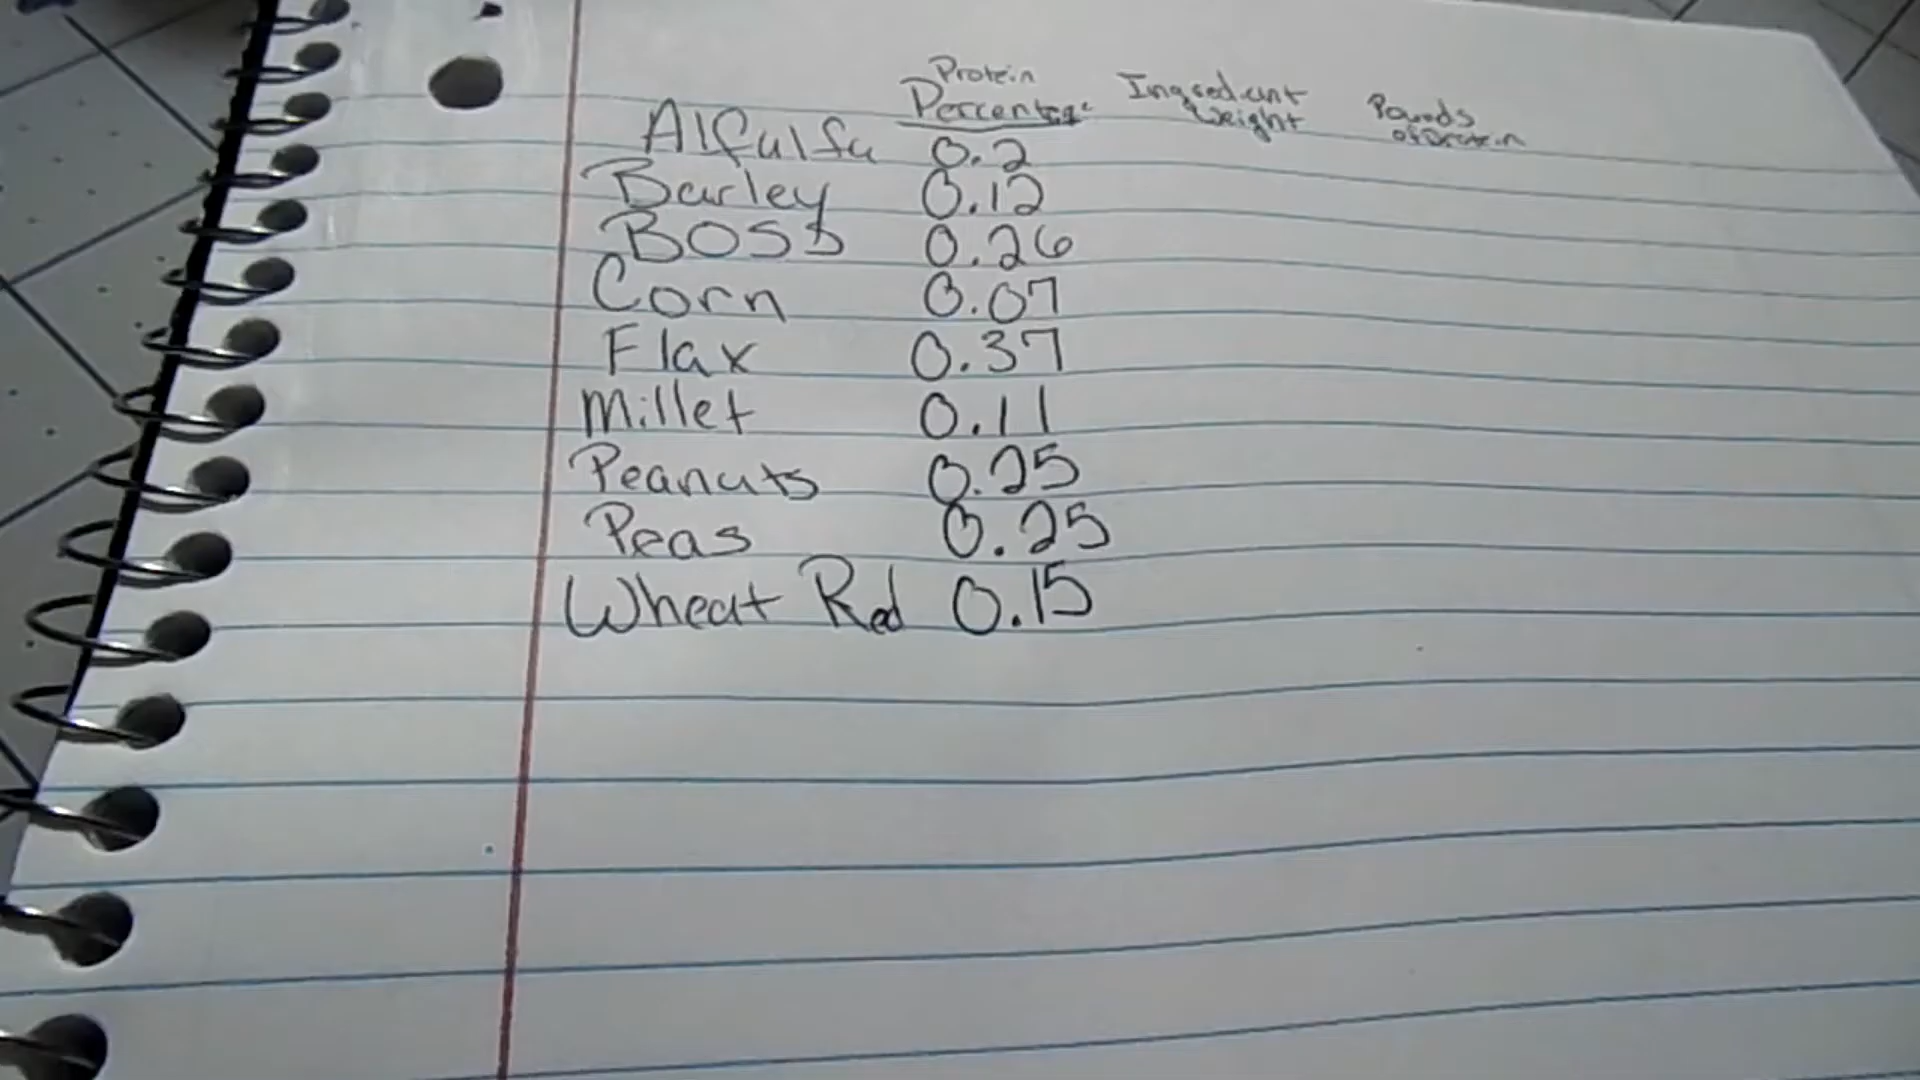 Protein Percentage Ingrediant Weight Pounds of Protein
Alfulfa 0.2
Barley 0.12
BOSS 0.26
Corn 0.07
Flax 0.37
Millet 0.11
Peanuts 0.25
Peas 0.25
Wheat Red 0.15